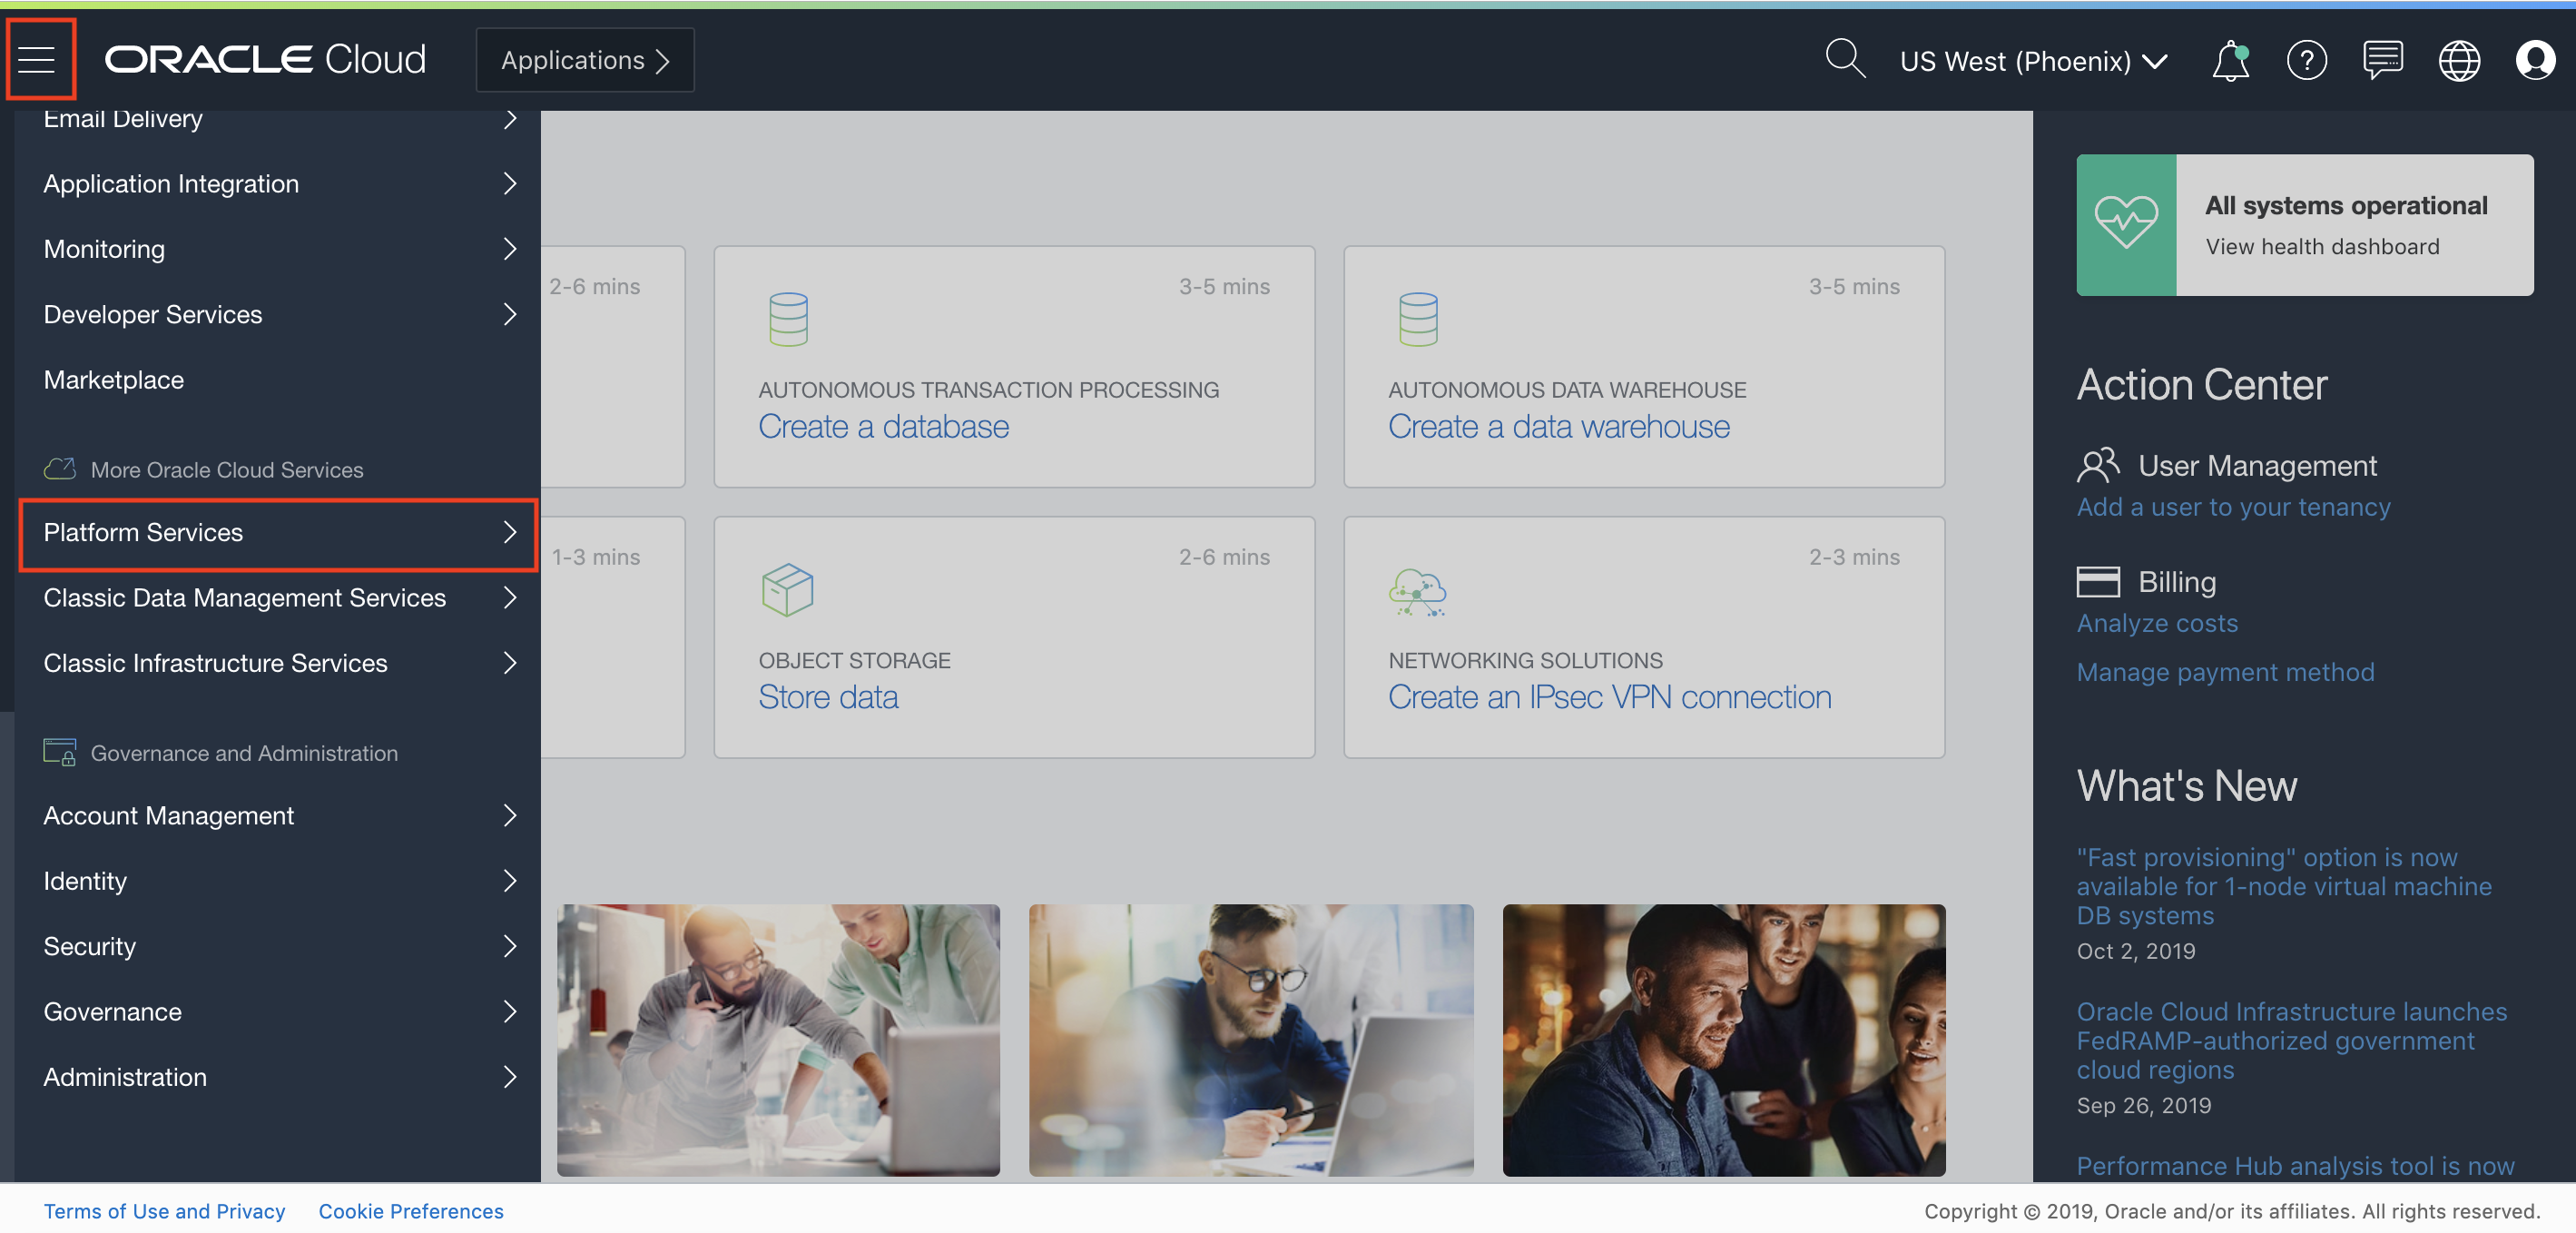 ORACLE Cloud
Applications
US West (Phoenix)
Email Delivery
Application Integration
Monitoring
Developer Services
Marketplace
More Oracle Cloud Services
Platform Services
Classic Data Management Services
Classic Infrastructure Services
Governance and Administration
Account Management
Identity
Security
Governance
Administration
2-6 mins
3-5 mins
AUTONOMOUS TRANSACTION PROCESSING
Create a database
3-5 mins
AUTONOMOUS DATA WAREHOUSE
Create a data warehouse
1-3 mins
2-6 mins
OBJECT STORAGE
Store data
2-3 mins
NETWORKING SOLUTIONS
Create an IPsec VPN connection
All systems operational
View health dashboard
Action Center
User Management
Add a user to your tenancy
Billing
Analyze costs
Manage payment method
What's New
"Fast provisioning" option is now
available for 1-node virtual machine
DB systems
Oct 2, 2019
Oracle Cloud Infrastructure launches
FedRAMP-authorized government
cloud regions
Sep 26, 2019
Performance Hub analysis tool is now
Terms of Use and Privacy
Cookie Preferences
Copyright © 2019, Oracle and/or its affiliates. All rights reserved.